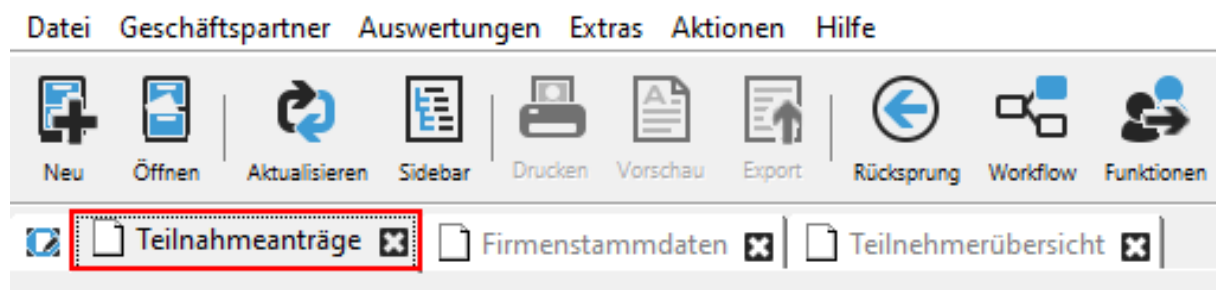 Datei Geschäftspartner Auswertungen Extras Aktionen Hilfe
Neu Öffnen Aktualisieren Sidebar Drucken Vorschau Export Rücksprung Workflow Funktionen
Teilnahmeanträge Firmenstammdaten Teilnehmerübersicht